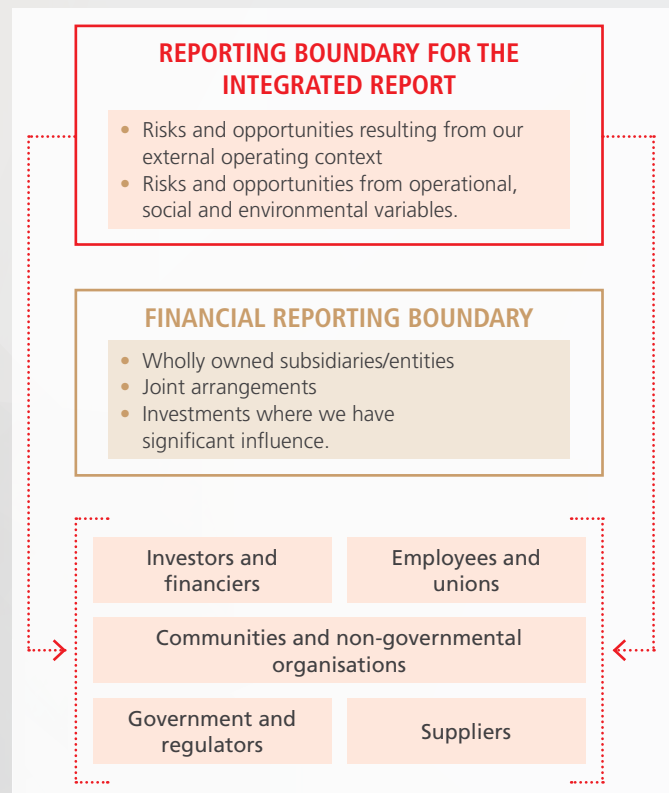 REPORTING BOUNDARY FOR THE
INTEGRATED REPORT
• Risks and opportunities resulting from our
external operating context
• Risks and opportunities from operational,
social and environmental variables.
FINANCIAL REPORTING BOUNDARY
• Wholly owned subsidiaries/entities
• Joint arrangements
• Investments where we have
significant influence.
Investors and
financiers
Employees and
unions
Communities and non-governmental
organisations
Government and
regulators
Suppliers